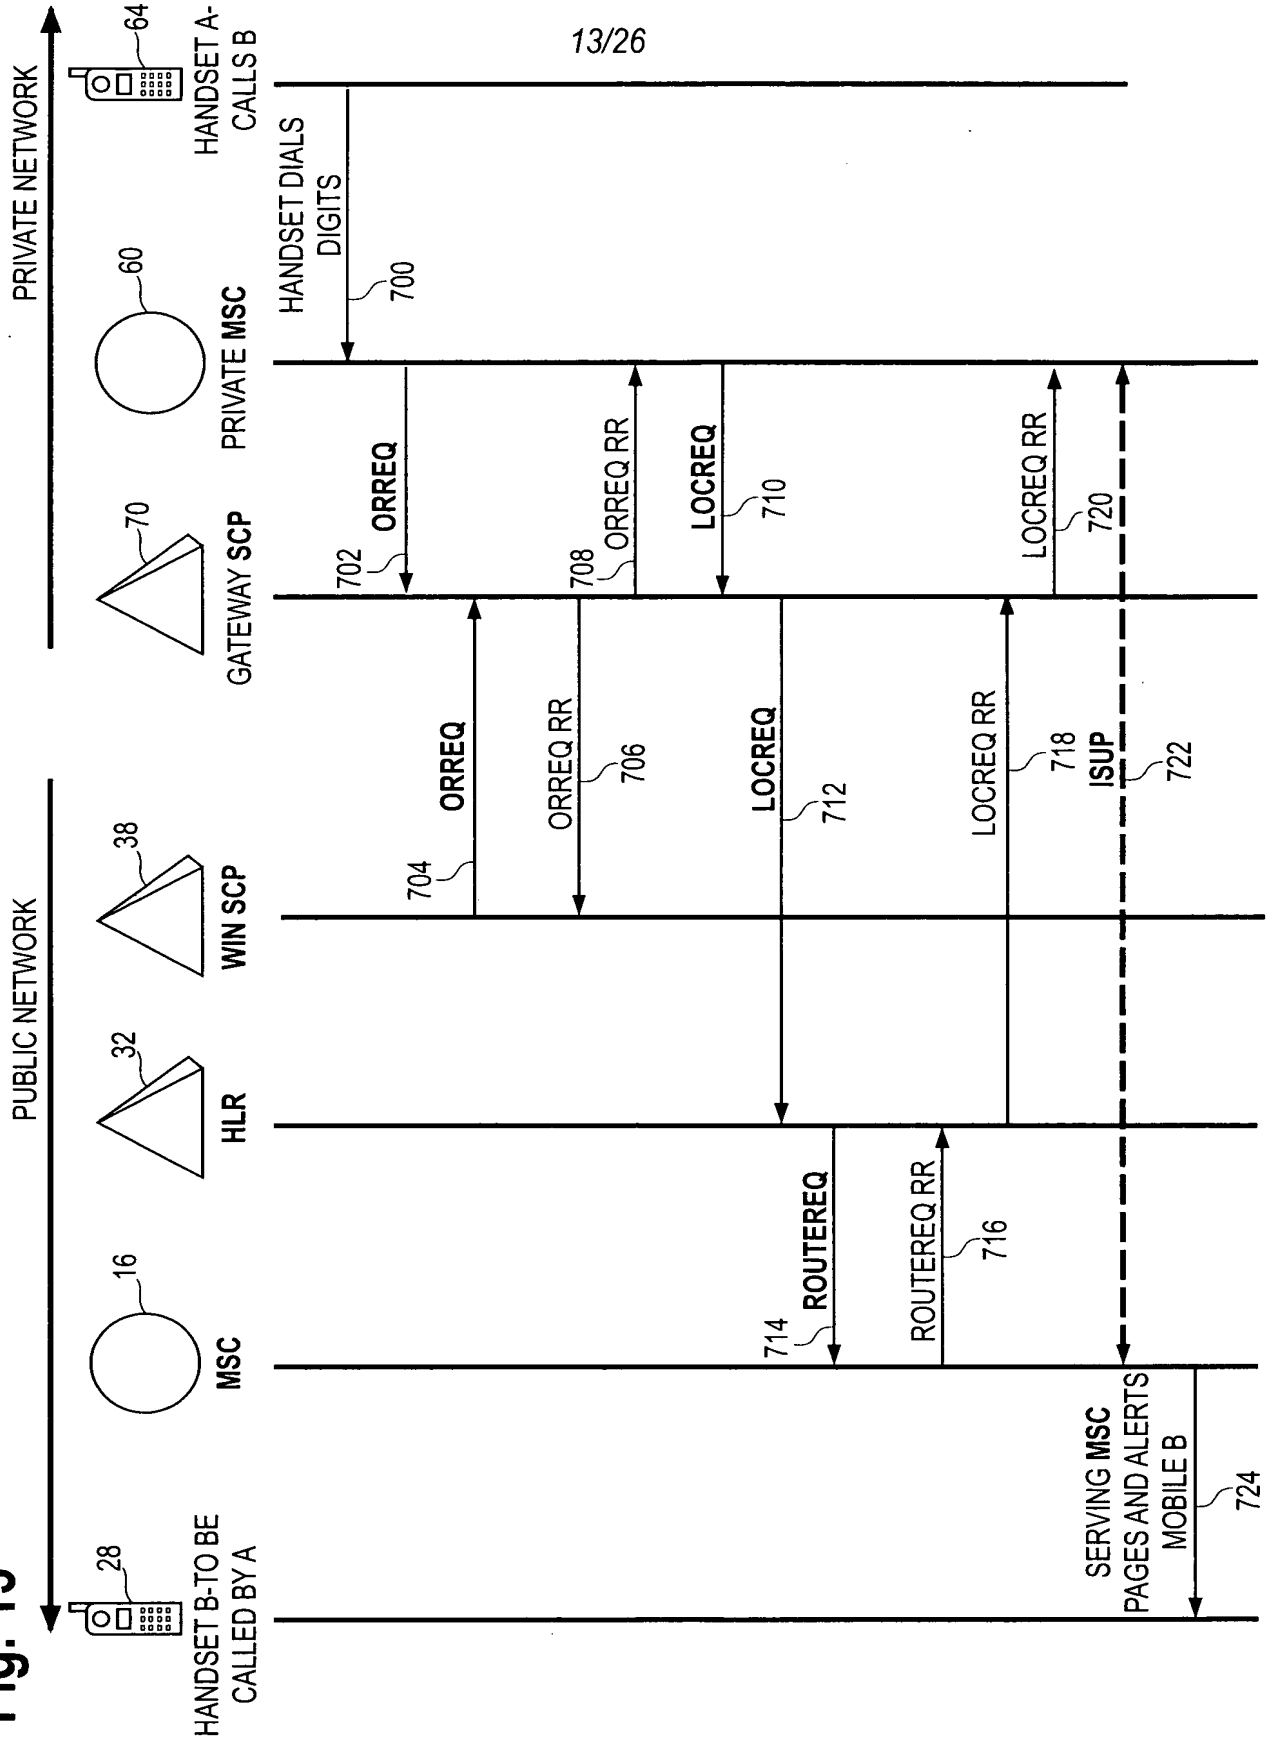 Fig.
PUBLIC NETWORK
PRIVATE NETWORK
28
16
32
38
70
60
64
HANDSET B-TO BE
CALLED BY A
MSC
HLR
WIN SCP
GATEWAY SCP
PRIVATE MSC
HANDSET A-
CALLS B
HANDSET DIALS
DIGITS
700
702
ORREQ
704
ORREQ
ORREQ RR
706
708
ORREQ RR
LOCREQ
710
LOCREQ
712
714
ROUTEREQ
ROUTEREQ RR
716
LOCREQ RR
718
LOCREQ RR
720
ISUP
722
SERVING MSC
PAGES AND ALERTS
MOBILE B
724
13/26